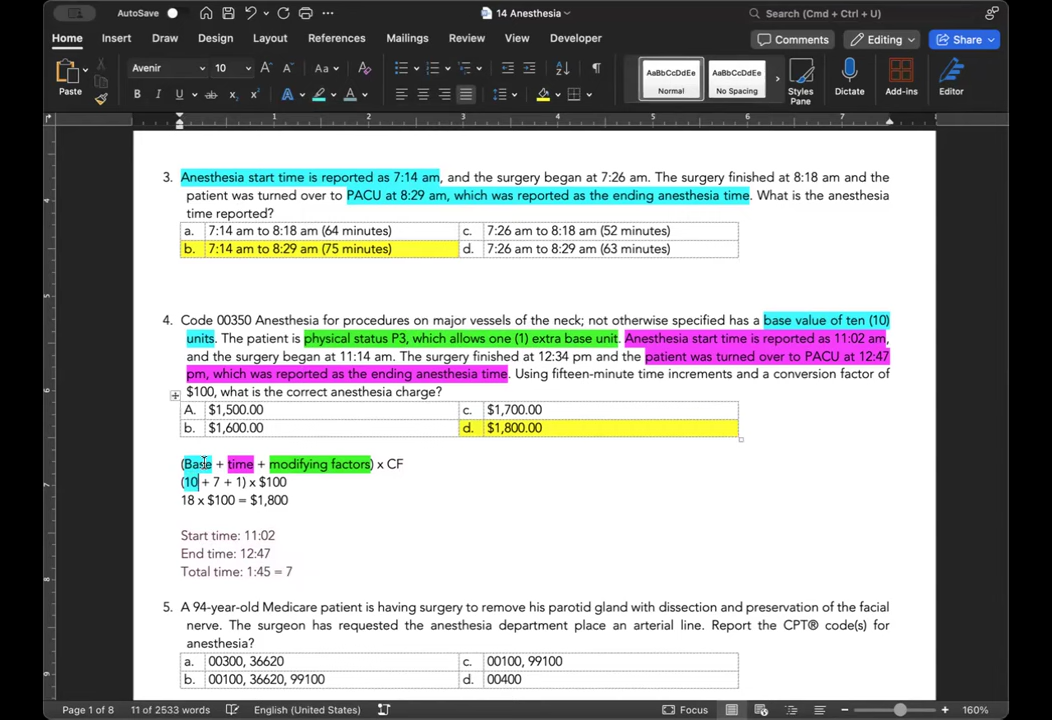 AutoSave
14 Anesthesia
Search (Cmd + Ctrl + U)
Home Insert Draw Design Layout References Mailings Review View Developer
Comments Editing Share
Paste
Avenir 10
Aa
B I U ab x₂ x² A A
AaBbCcDdEe
Normal
AaBbCcDdEe
No Spacing
Styles
Pane
Dictate
Add-ins
Editor
1 2 3 4 5 6 7
3. Anesthesia start time is reported as 7:14 am, and the surgery began at 7:26 am. The surgery finished at 8:18 am and the
patient was turned over to PACU at 8:29 am, which was reported as the ending anesthesia time. What is the anesthesia
time reported?
a. 7:14 am to 8:18 am (64 minutes) c. 7:26 am to 8:18 am (52 minutes)
b. 7:14 am to 8:29 am (75 minutes) d. 7:26 am to 8:29 am (63 minutes)
4. Code 00350 Anesthesia for procedures on major vessels of the neck; not otherwise specified has a base value of ten (10)
units. The patient is physical status P3, which allows one (1) extra base unit. Anesthesia start time is reported as 11:02 am,
and the surgery began at 11:14 am. The surgery finished at 12:34 pm and the patient was turned over to PACU at 12:47
pm, which was reported as the ending anesthesia time. Using fifteen-minute time increments and a conversion factor of
$100, what is the correct anesthesia charge?
A. $1,500.00 c. $1,700.00
b. $1,600.00 d. $1,800.00
(Base + time + modifying factors) x CF
(10 + 7 + 1) x $100
18 x $100 = $1,800
Start time: 11:02
End time: 12:47
Total time: 1:45 = 7
5. A 94-year-old Medicare patient is having surgery to remove his parotid gland with dissection and preservation of the facial
nerve. The surgeon has requested the anesthesia department place an arterial line. Report the CPT® code(s) for
anesthesia?
a. 00300, 36620 c. 00100, 99100
b. 00100, 36620, 99100 d. 00400
Page 1 of 8 11 of 2533 words English (United States) Focus 160%